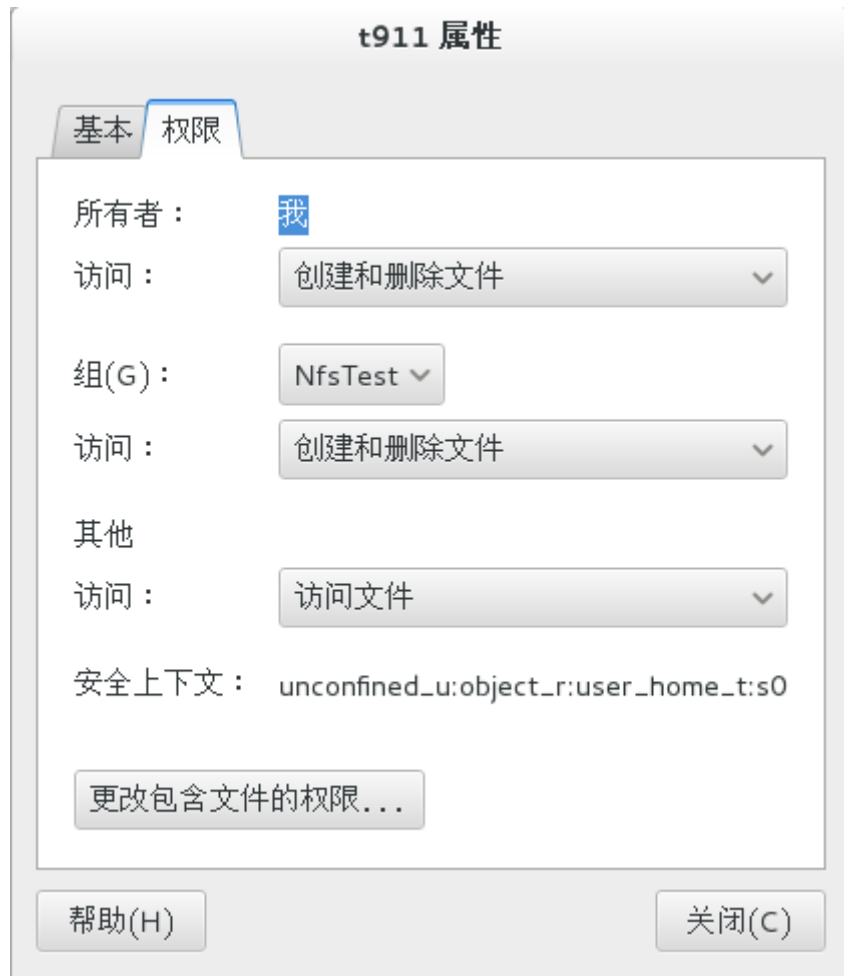 t911 属性
基本 权限
所有者： 我
访问： 创建和删除文件
组(G)： NfsTest
访问： 创建和删除文件
其他
访问： 访问文件
安全上下文： unconfined_u:object_r:user_home_t:s0
更改包含文件的权限...
帮助(H) 关闭(C)